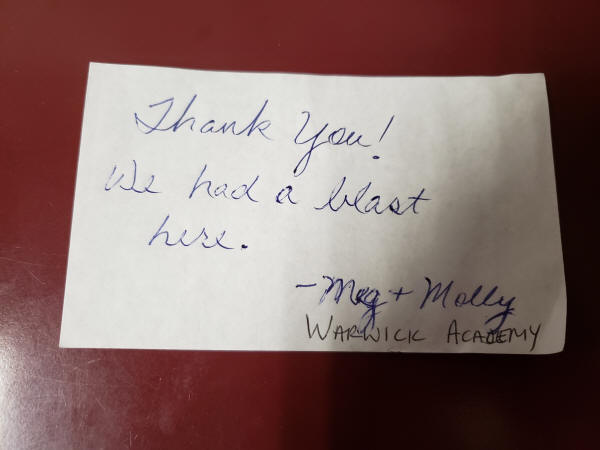 Thank You!
We had a blast
here.
- Meg + Molly
WARWICK ACADEMY